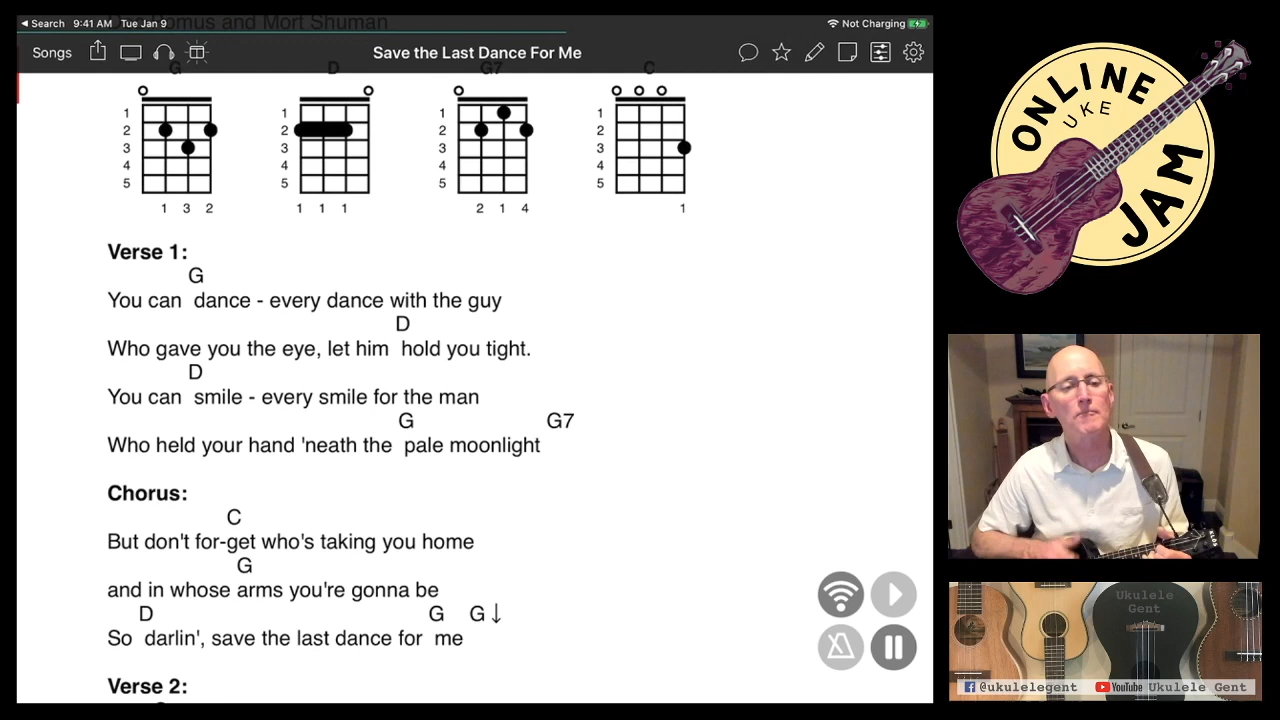 Search 9:41 AM Tue Jan 9
Not Charging
omus and Mort Shuman
Songs
Save the Last Dance For Me
G D G7 C
1 1 1 1
2 2 2 2
3 3 3 3
4 4 4 4
5 5 5 5
1 3 2 1 1 1 2 1 4 1
Verse 1:
G
You can dance - every dance with the guy
D
Who gave you the eye, let him hold you tight.
D
You can smile - every smile for the man
G G7
Who held your hand 'neath the pale moonlight
Chorus:
C
But don't for-get who's taking you home
G
and in whose arms you're gonna be
D G G↓
So darlin', save the last dance for me
Verse 2:
ONLINE
UKE
JAM
KLOS
Ukulele
Gent
@ukulelegent YouTube Ukulele Gent